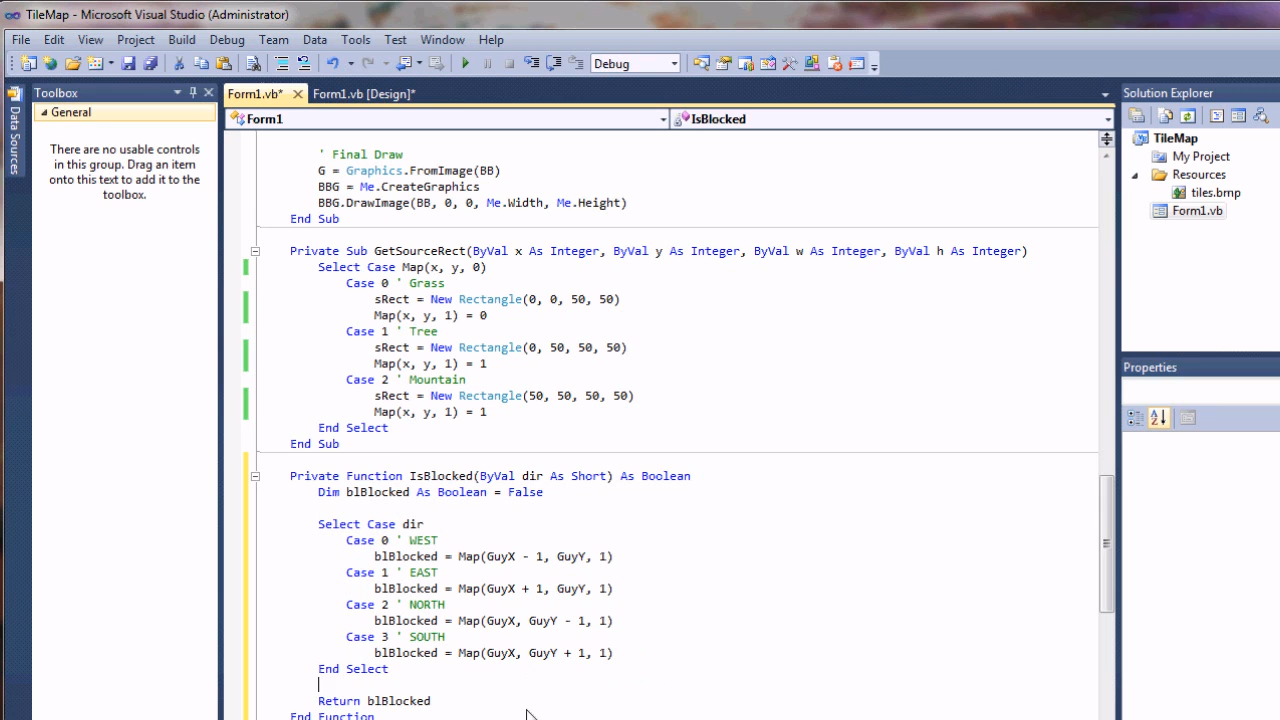 TileMap - Microsoft Visual Studio (Administrator)
File Edit View Project Build Debug Team Data Tools Test Window Help
Debug
Data Sources
Toolbox
General
There are no usable controls
in this group. Drag an item
onto this text to add it to the
toolbox.
Form1.vb* Form1.vb [Design]*
Form1 IsBlocked
' Final Draw
G = Graphics.FromImage(BB)
BBG = Me.CreateGraphics
BBG.DrawImage(BB, 0, 0, Me.Width, Me.Height)
End Sub
Private Sub GetSourceRect(ByVal x As Integer, ByVal y As Integer, ByVal w As Integer, ByVal h As Integer)
Select Case Map(x, y, 0)
Case 0 ' Grass
sRect = New Rectangle(0, 0, 50, 50)
Map(x, y, 1) = 0
Case 1 ' Tree
sRect = New Rectangle(0, 50, 50, 50)
Map(x, y, 1) = 1
Case 2 ' Mountain
sRect = New Rectangle(50, 50, 50, 50)
Map(x, y, 1) = 1
End Select
End Sub
Private Function IsBlocked(ByVal dir As Short) As Boolean
Dim blBlocked As Boolean = False
Select Case dir
Case 0 ' WEST
blBlocked = Map(GuyX - 1, GuyY, 1)
Case 1 ' EAST
blBlocked = Map(GuyX + 1, GuyY, 1)
Case 2 ' NORTH
blBlocked = Map(GuyX, GuyY - 1, 1)
Case 3 ' SOUTH
blBlocked = Map(GuyX, GuyY + 1, 1)
End Select
Return blBlocked
End Function
Solution Explorer
TileMap
My Project
Resources
tiles.bmp
Form1.vb
Properties